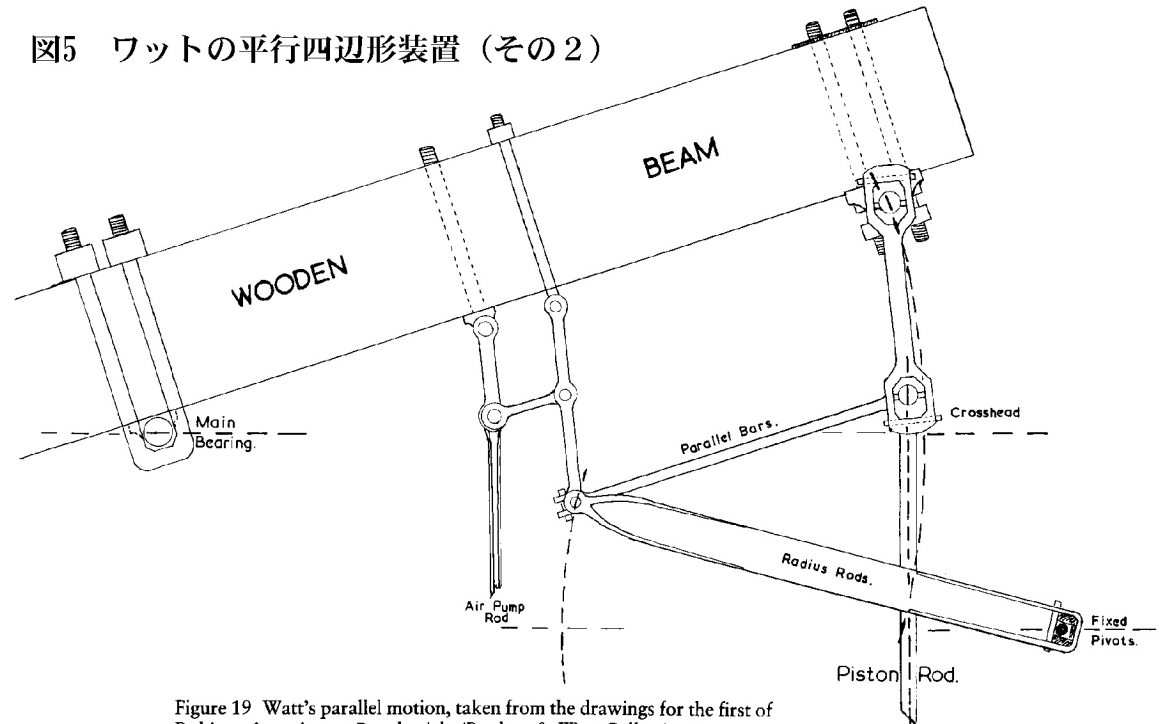 図5 ワットの平行四辺形装置（その２）
BEAM
WOODEN
Main
Bearing.
Crosshead
Parallel Bars.
Radius Rods.
Air Pump
Rod
Fixed
Pivots.
Piston Rod.
Figure 19 Watt's parallel motion, taken from the drawings for the first of